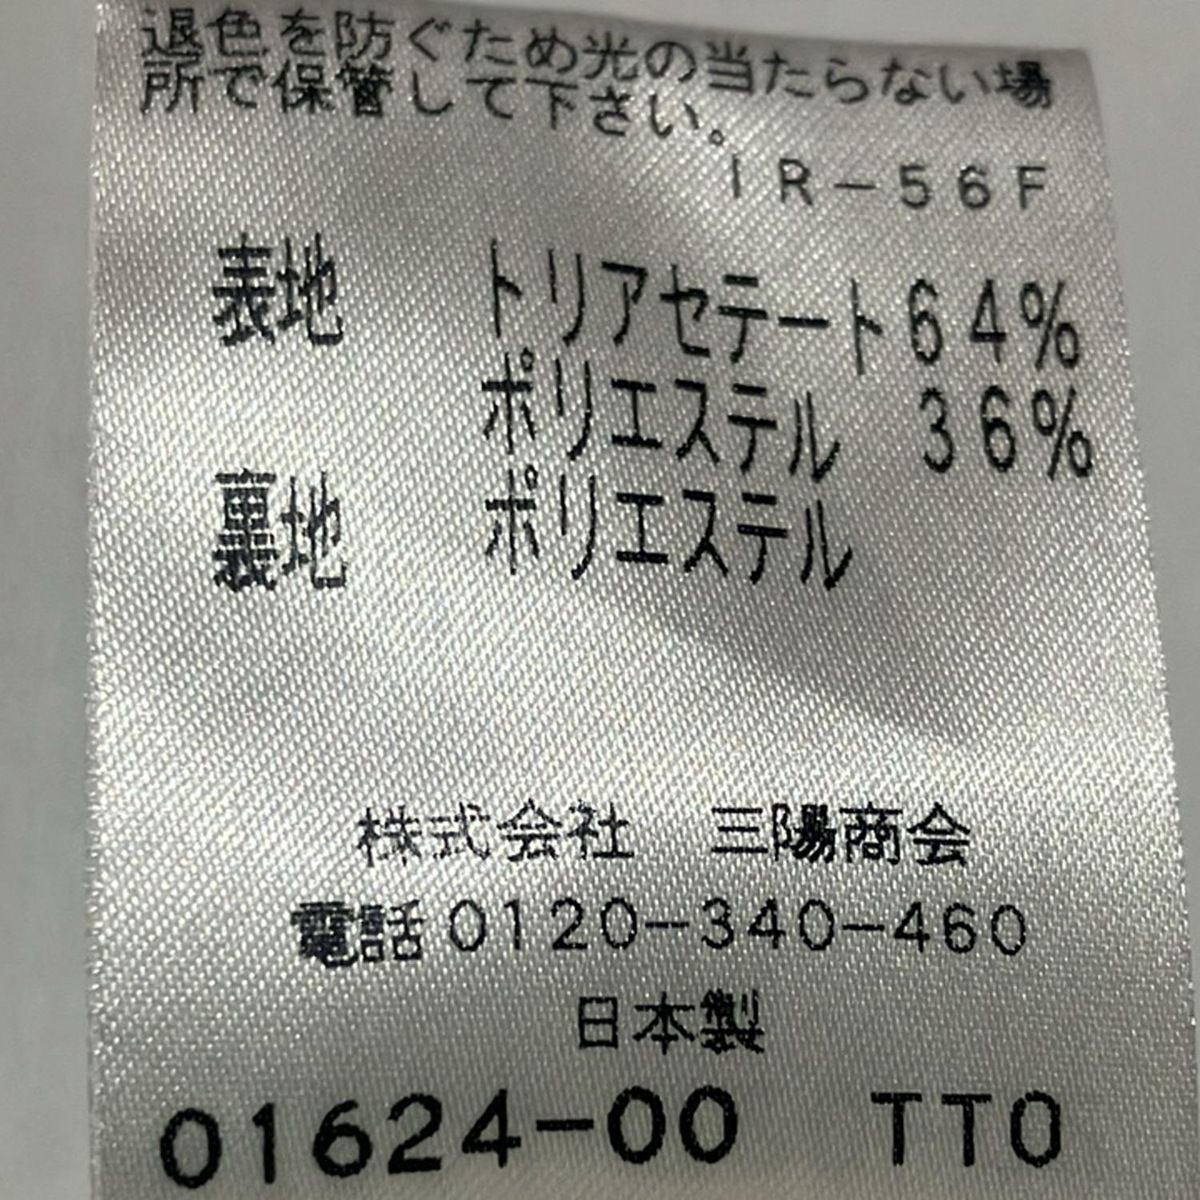 退色を防ぐため光の当たらない場
所で保管して下さい。
IR-56F
表地 トリアセテート64%
ポリエステル 36%
裏地 ポリエステル
株式会社 三陽商会
電話0120-340-460
日本製
01624-00 TTO